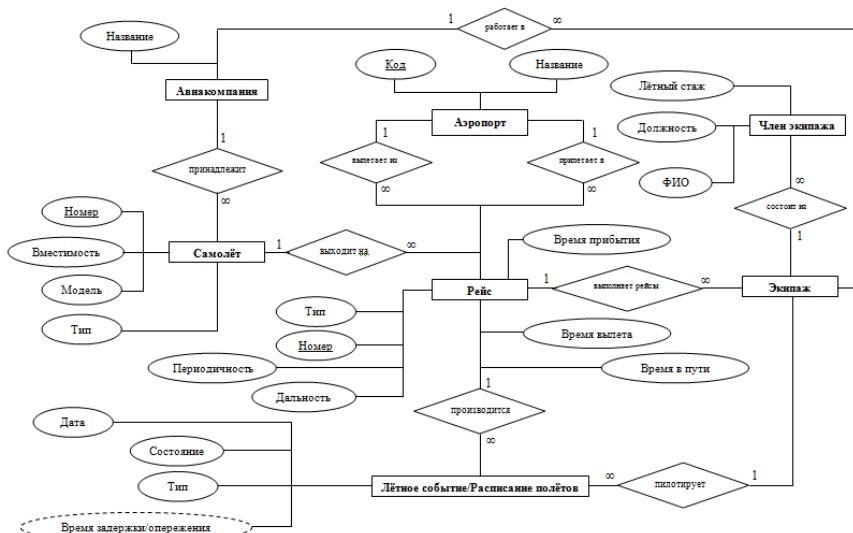 1
работает в
∞
Название
Код
Название
Авиакомпания
Лётный стаж
Аэропорт
Должность
Член экипажа
1
вылетает из
прилетает в
принадлежит
ФИО
∞
∞
∞
∞
состоит из
Номер
1
Вместимость
Самолёт
1
выходит на
∞
Время прибытия
Модель
Рейс
1
выполняет рейсы
∞
Экипаж
Тип
Тип
Номер
Время вылета
Периодичность
Время в пути
Дальность
1
производится
Дата
∞
Состояние
Тип
Лётное событие/Расписание полётов
∞
пилотирует
1
Время задержки/опережения